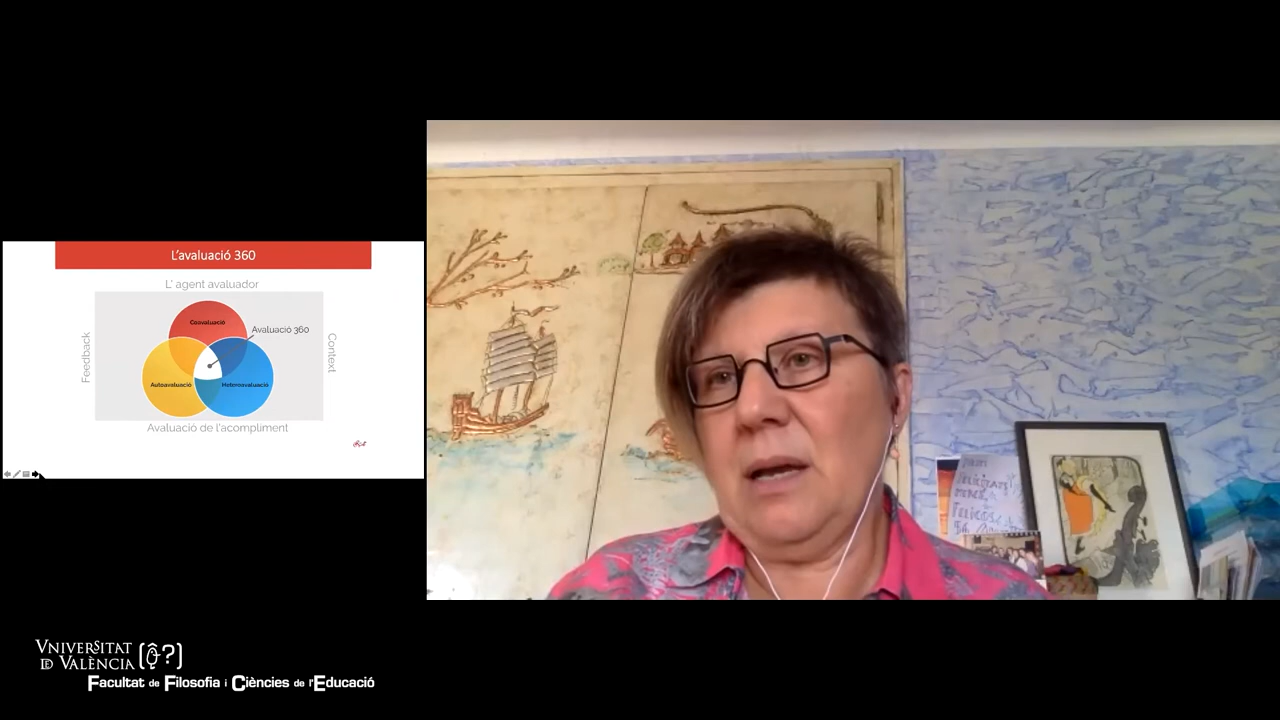 L'avaluació 360
L' agent avaluador
Coavaluació
Avaluació 360
Feedback
Context
Autoavaluació
Heteroavaluació
Avaluació de l'acompliment
VNIVERSITAT
DE VALÈNCIA
Facultat de Filosofia i Ciències de l'Educació